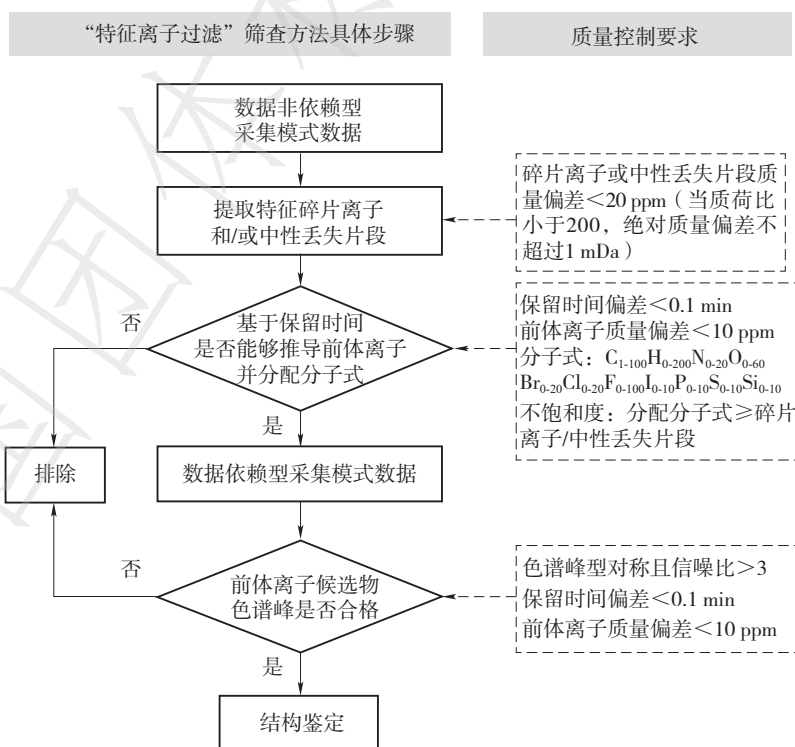 “特征离子过滤”筛查方法具体步骤
质量控制要求
数据非依赖型
采集模式数据
提取特征碎片离子
和/或中性丢失片段
碎片离子或中性丢失片段质
量偏差＜20 ppm（当质荷比
小于200，绝对质量偏差不
超过1 mDa）
否
基于保留时间
是否能够推导前体离子
并分配分子式
保留时间偏差＜0.1 min
前体离子质量偏差＜10 ppm
分子式：C1-100H0-200N0-20O0-60
Br0-20Cl0-20F0-100I0-10P0-10S0-10Si0-10
不饱和度：分配分子式≥碎片
离子/中性丢失片段
是
排除
数据依赖型采集模式数据
否
前体离子候选物
色谱峰是否合格
色谱峰型对称且信噪比＞3
保留时间偏差＜0.1 min
前体离子质量偏差＜10 ppm
是
结构鉴定